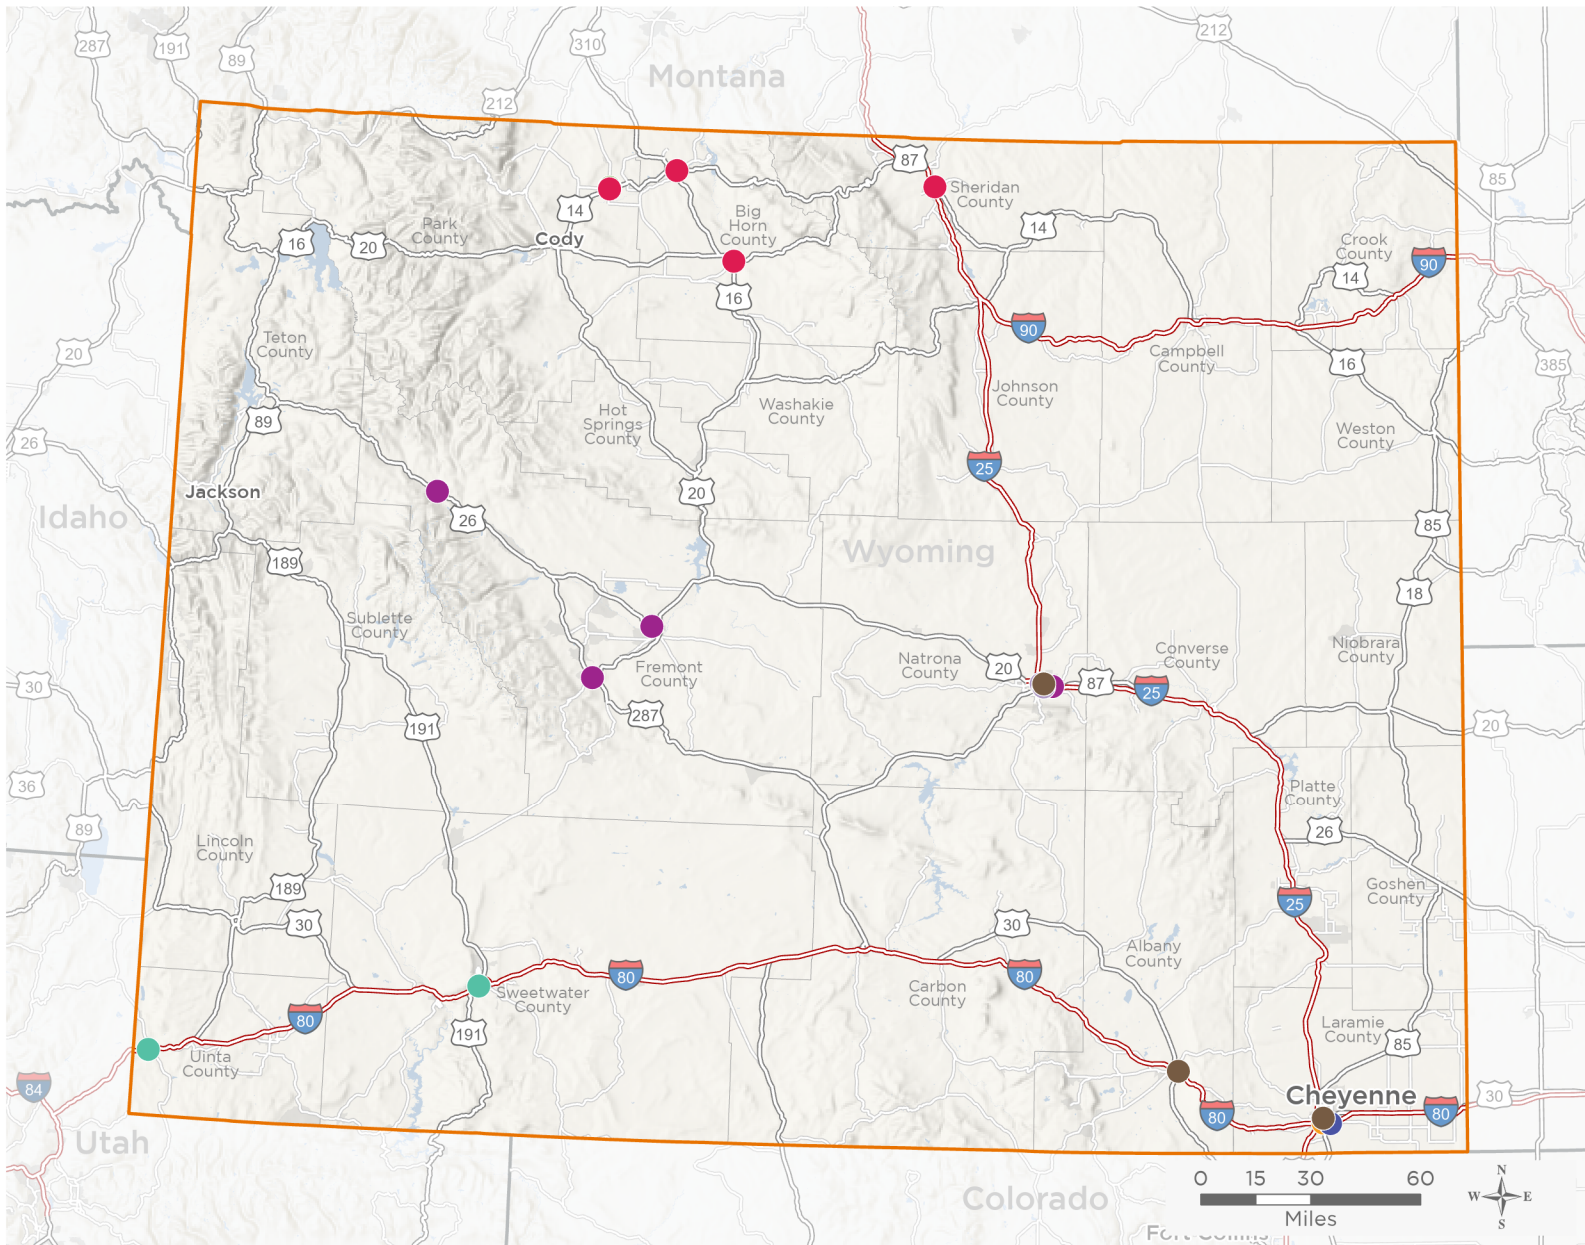 287
191
89
310
212
Montana
212
87
85
Sheridan
County
14
Park
County
Big
Horn
County
14
Cody
16
20
Crook
County
14
90
16
90
20
Teton
County
Campbell
County
16
385
Johnson
County
89
Hot
Springs
County
Washakie
County
Weston
County
26
25
Jackson
20
26
85
Idaho
Wyoming
189
18
Sublette
County
Niobrara
County
Converse
County
Natrona
County
20
87
25
Fremont
County
30
287
191
20
36
Platte
County
89
26
Lincoln
County
189
Goshen
County
25
30
30
Albany
County
80
80
Sweetwater
County
Carbon
County
80
191
Laramie
County
85
Uinta
County
84
Cheyenne
30
80
80
Utah
0 15 30 60
Miles
Colorado
N
W E
S
Fort Collins